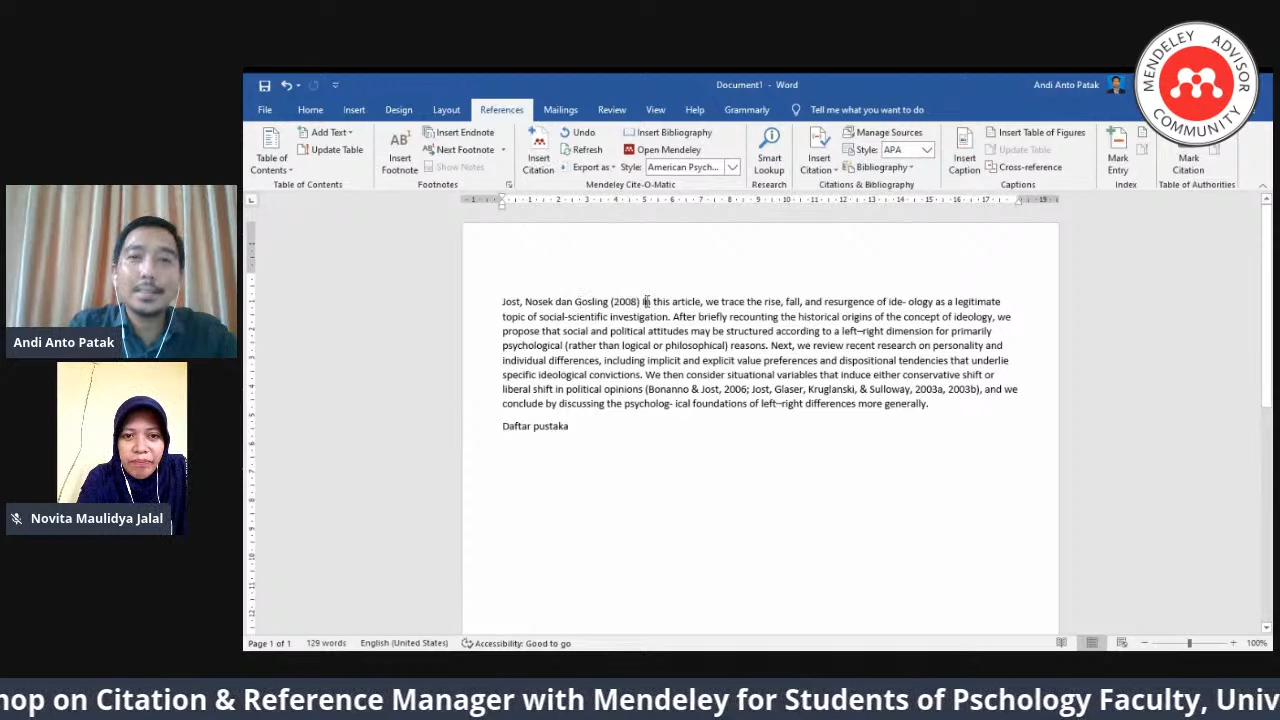 MENDELEY ADVISOR
COMMUNITY
Document1 - Word
Andi Anto Patak
File Home Insert Design Layout References Mailings Review View Help Grammarly Tell me what you want to do
Table of Contents
Add Text
Update Table
Table of Contents
AB1
Insert Footnote
Insert Endnote
Next Footnote
Show Notes
Footnotes
Insert Citation
Undo
Refresh
Export as
Insert Bibliography
Open Mendeley
Style: American Psych...
Mendeley Cite-O-Matic
Smart Lookup
Research
Insert Citation
Manage Sources
Style: APA
Bibliography
Citations & Bibliography
Insert Caption
Insert Table of Figures
Update Table
Cross-reference
Captions
Mark Entry
Index
Mark Citation
Table of Authorities
Jost, Nosek dan Gosling (2008) In this article, we trace the rise, fall, and resurgence of ide- ology as a legitimate
topic of social-scientific investigation. After briefly recounting the historical origins of the concept of ideology, we
propose that social and political attitudes may be structured according to a left–right dimension for primarily
psychological (rather than logical or philosophical) reasons. Next, we review recent research on personality and
individual differences, including implicit and explicit value preferences and dispositional tendencies that underlie
specific ideological convictions. We then consider situational variables that induce either conservative shift or
liberal shift in political opinions (Bonanno & Jost, 2006; Jost, Glaser, Kruglanski, & Sulloway, 2003a, 2003b), and we
conclude by discussing the psycholog- ical foundations of left–right differences more generally.
Daftar pustaka
Andi Anto Patak
Novita Maulidya Jalal
Page 1 of 1 129 words English (United States) Accessibility: Good to go 100%
hop on Citation & Reference Manager with Mendeley for Students of Pschology Faculty, Univ